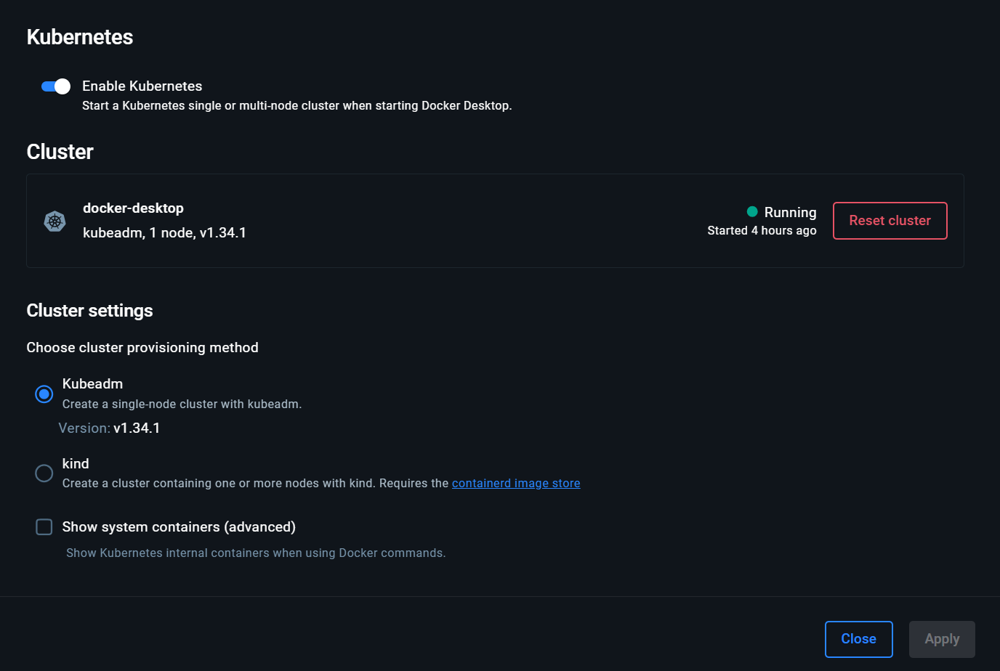 Kubernetes
Enable Kubernetes
Start a Kubernetes single or multi-node cluster when starting Docker Desktop.
Cluster
docker-desktop
kubeadm, 1 node, v1.34.1
Running
Started 4 hours ago
Reset cluster
Cluster settings
Choose cluster provisioning method
Kubeadm
Create a single-node cluster with kubeadm.
Version: v1.34.1
kind
Create a cluster containing one or more nodes with kind. Requires the containerd image store
Show system containers (advanced)
Show Kubernetes internal containers when using Docker commands.
Close
Apply